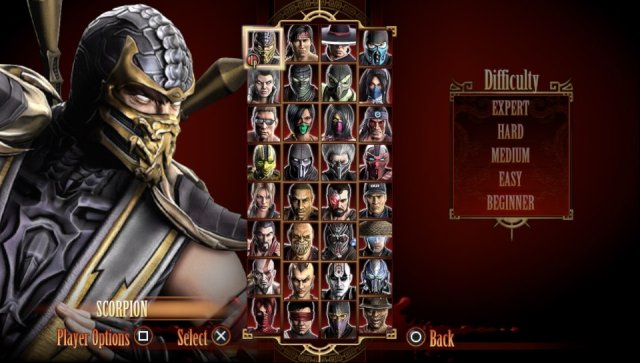 Difficulty
EXPERT
HARD
MEDIUM
EASY
BEGINNER
SCORPION
Player Options
Select
Back